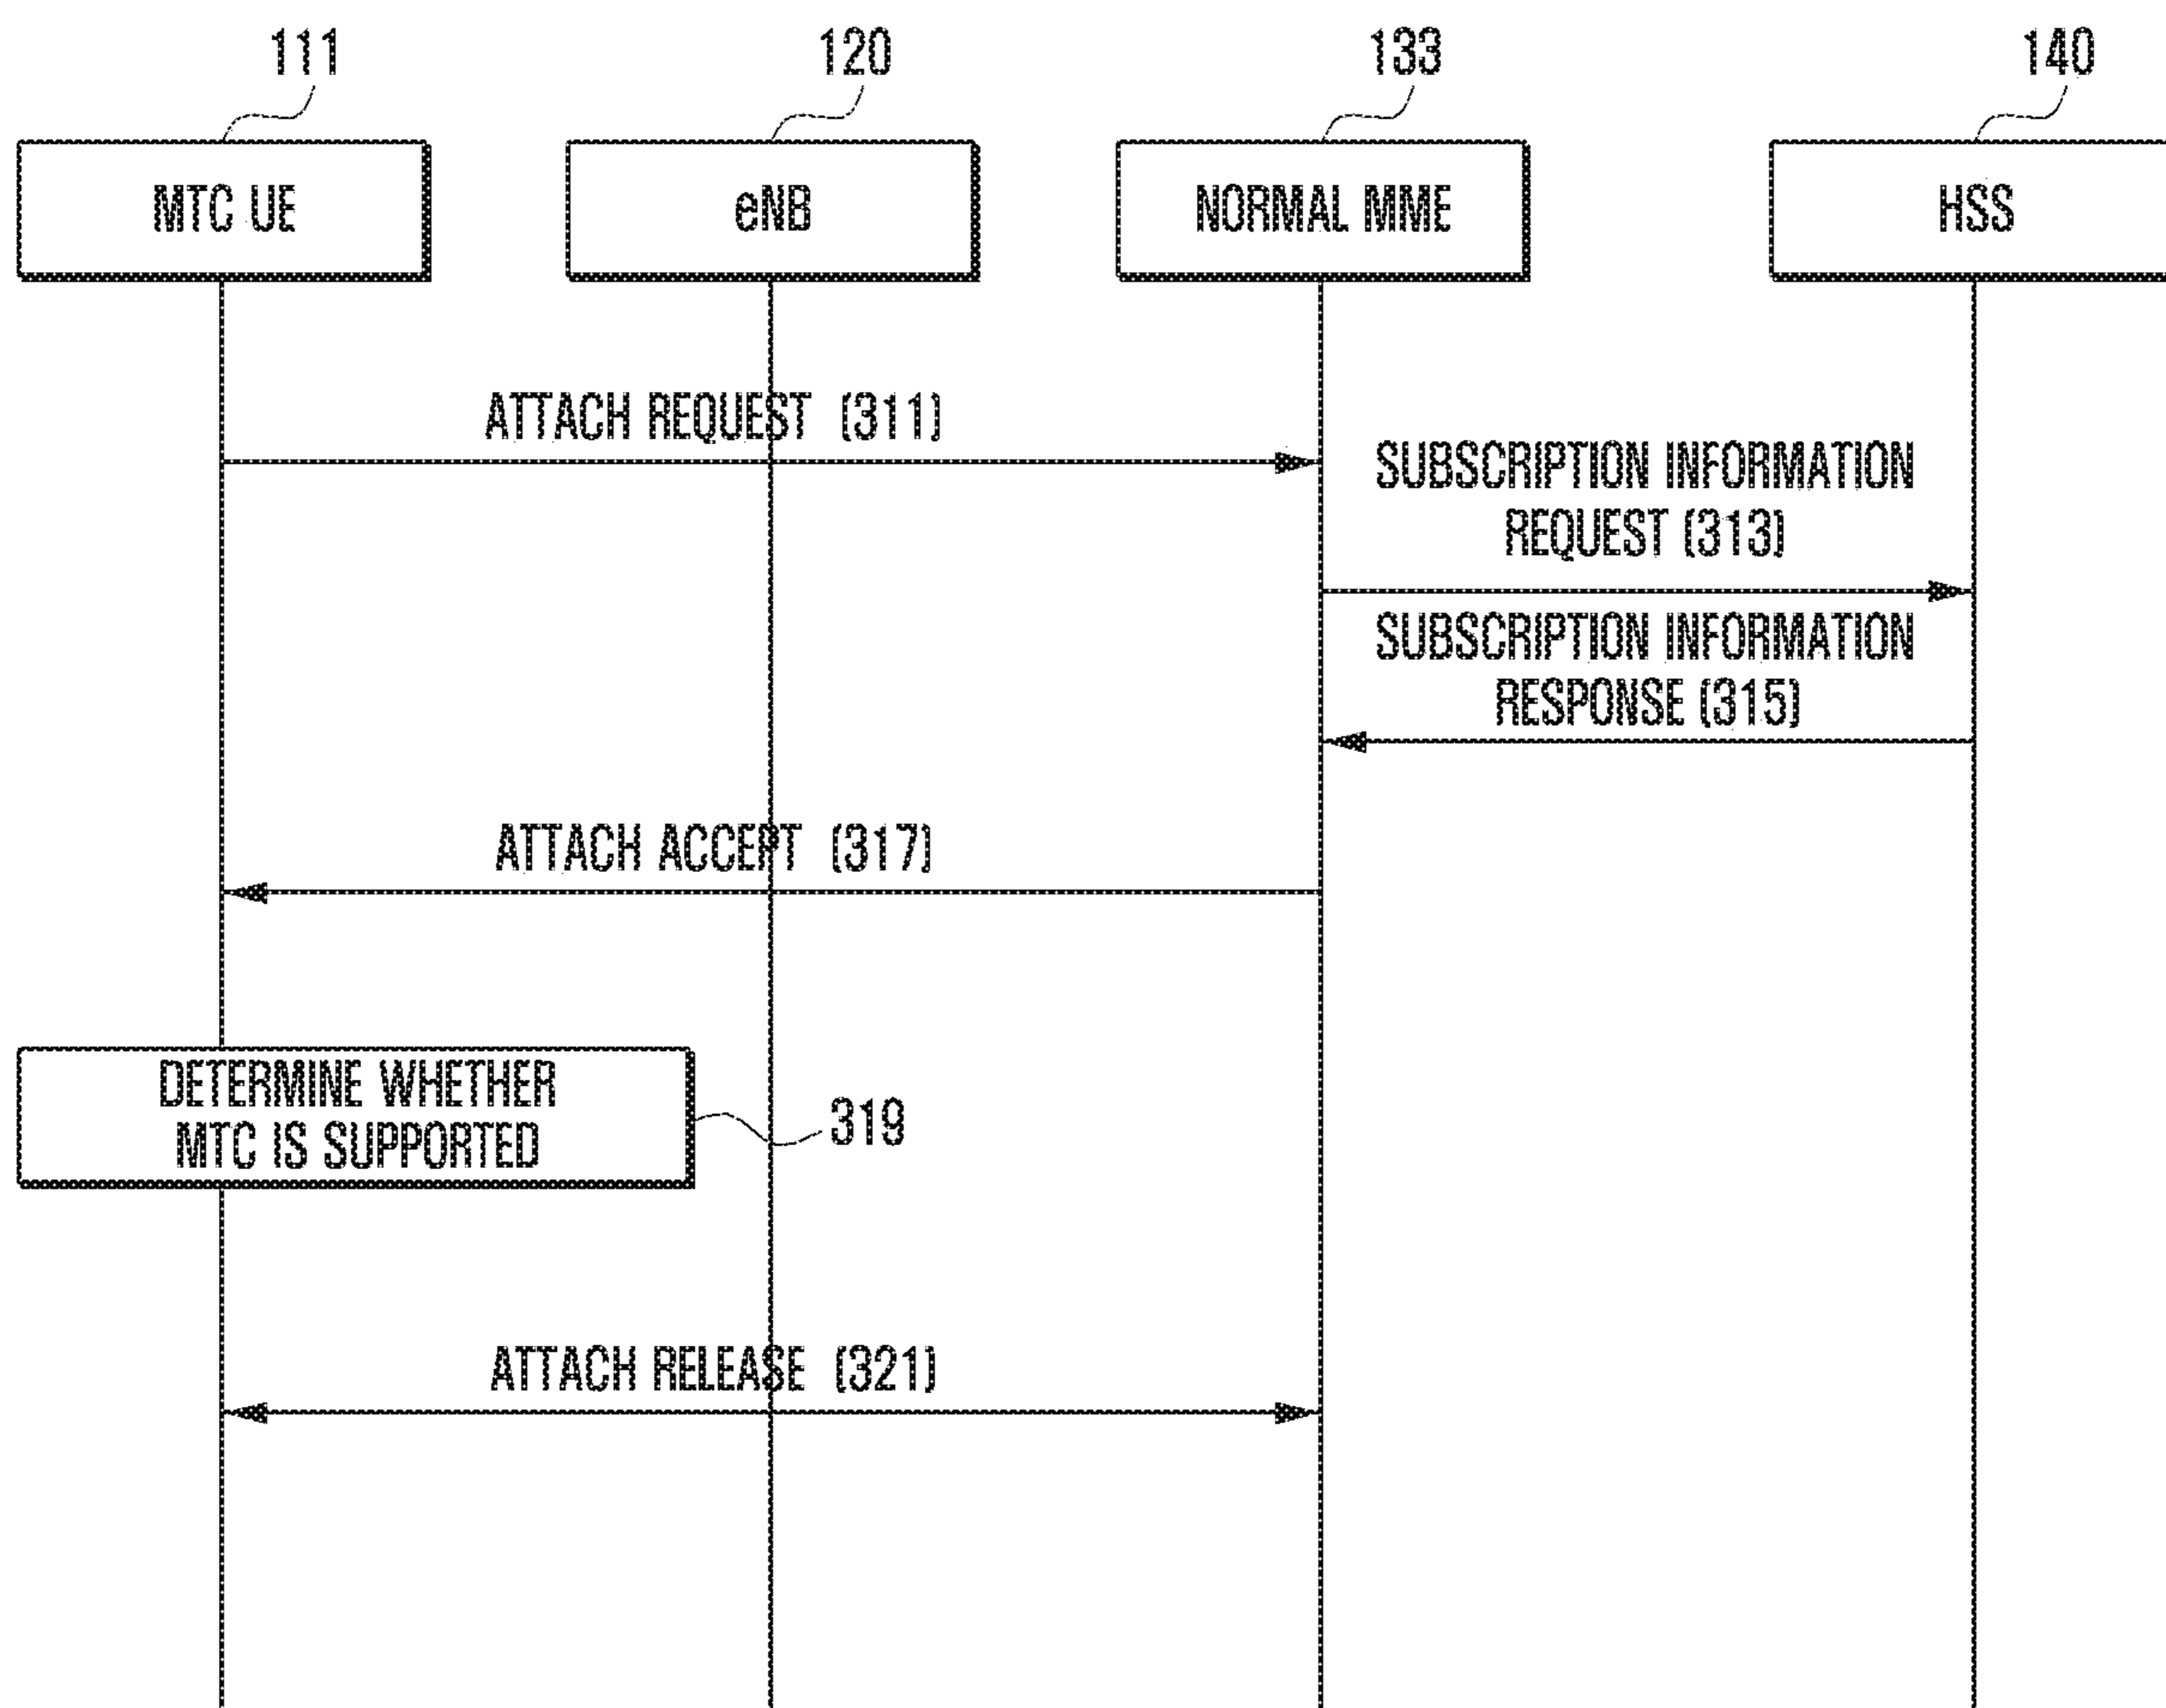 111
120
133
140
MTC UE
eNB
NORMAL MME
HSS
ATTACH REQUEST (311)
SUBSCRIPTION INFORMATION
REQUEST (313)
SUBSCRIPTION INFORMATION
RESPONSE (315)
ATTACH ACCEPT (317)
DETERMINE WHETHER
MTC IS SUPPORTED
319
ATTACH RELEASE (321)